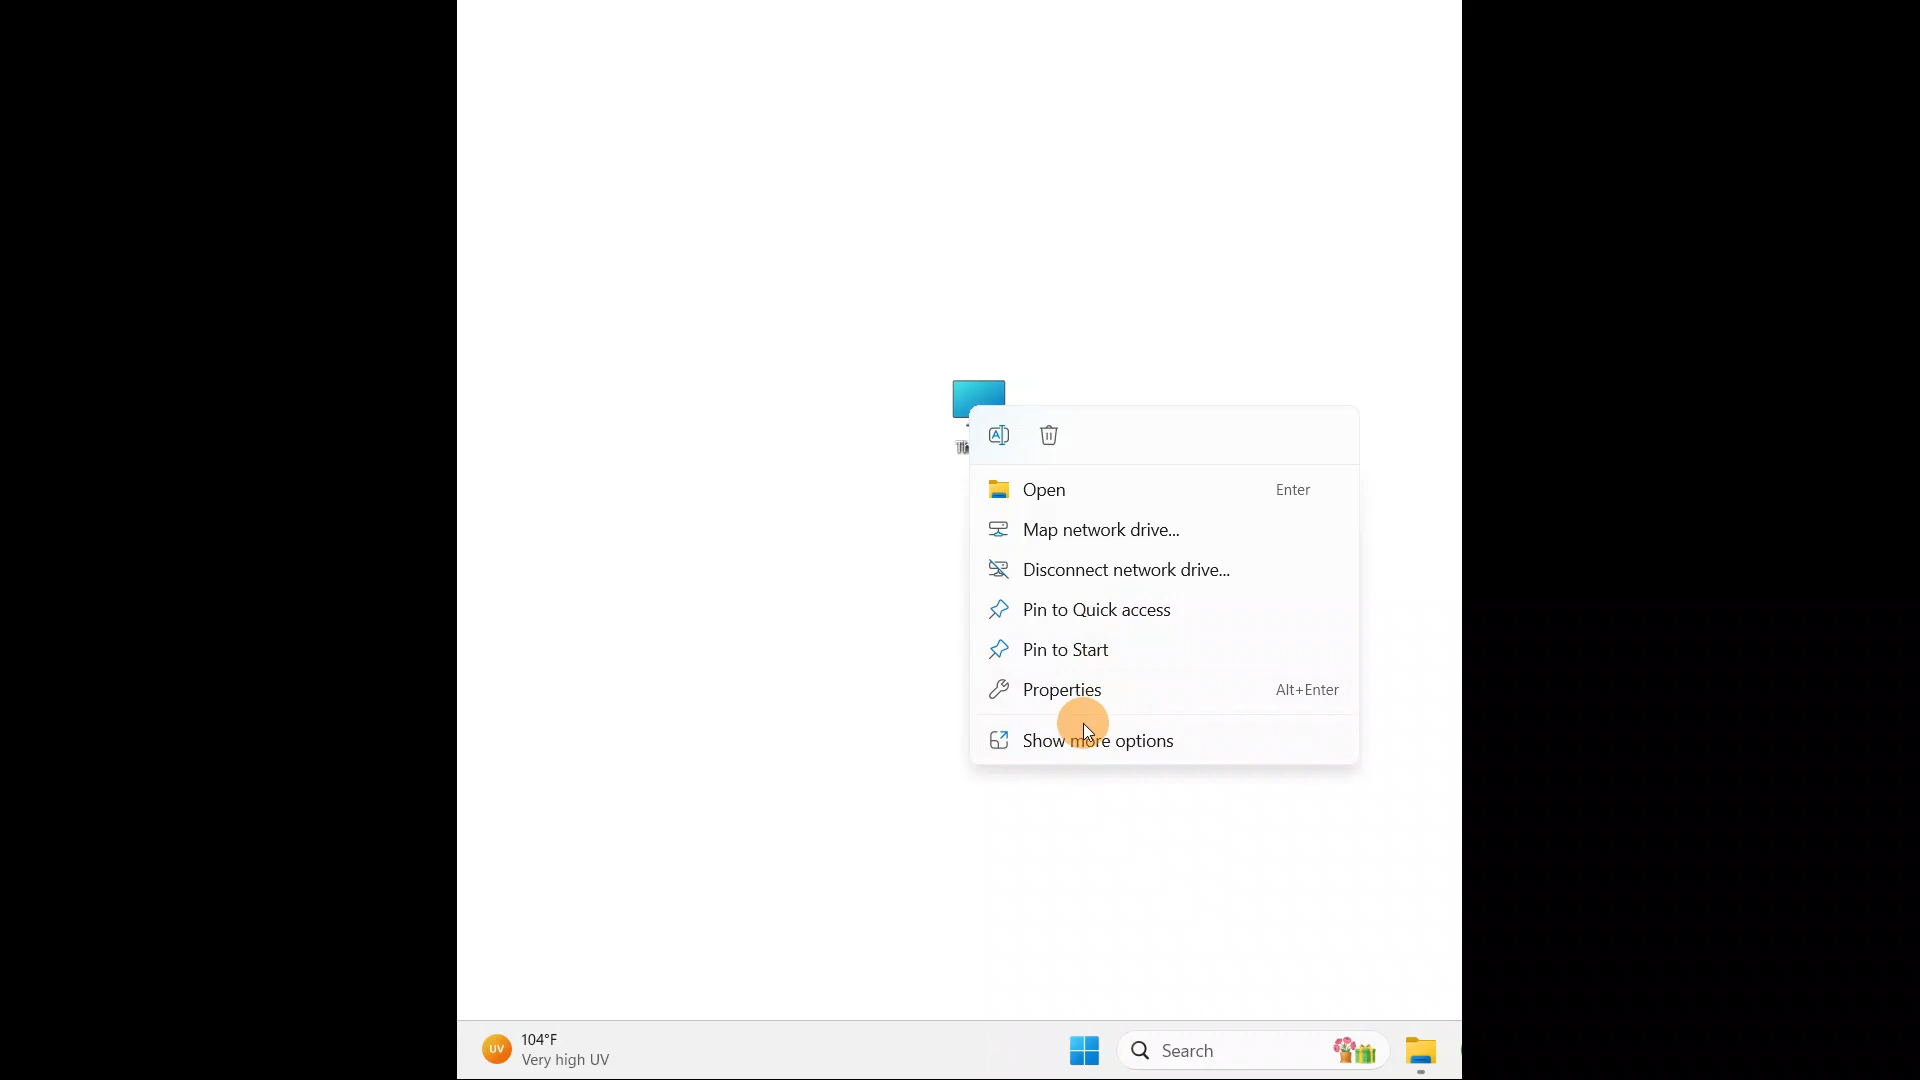 Open Enter
Map network drive...
Disconnect network drive...
Pin to Quick access
Pin to Start
Properties Alt+Enter
Show more options
UV
104°F
Very high UV
Search